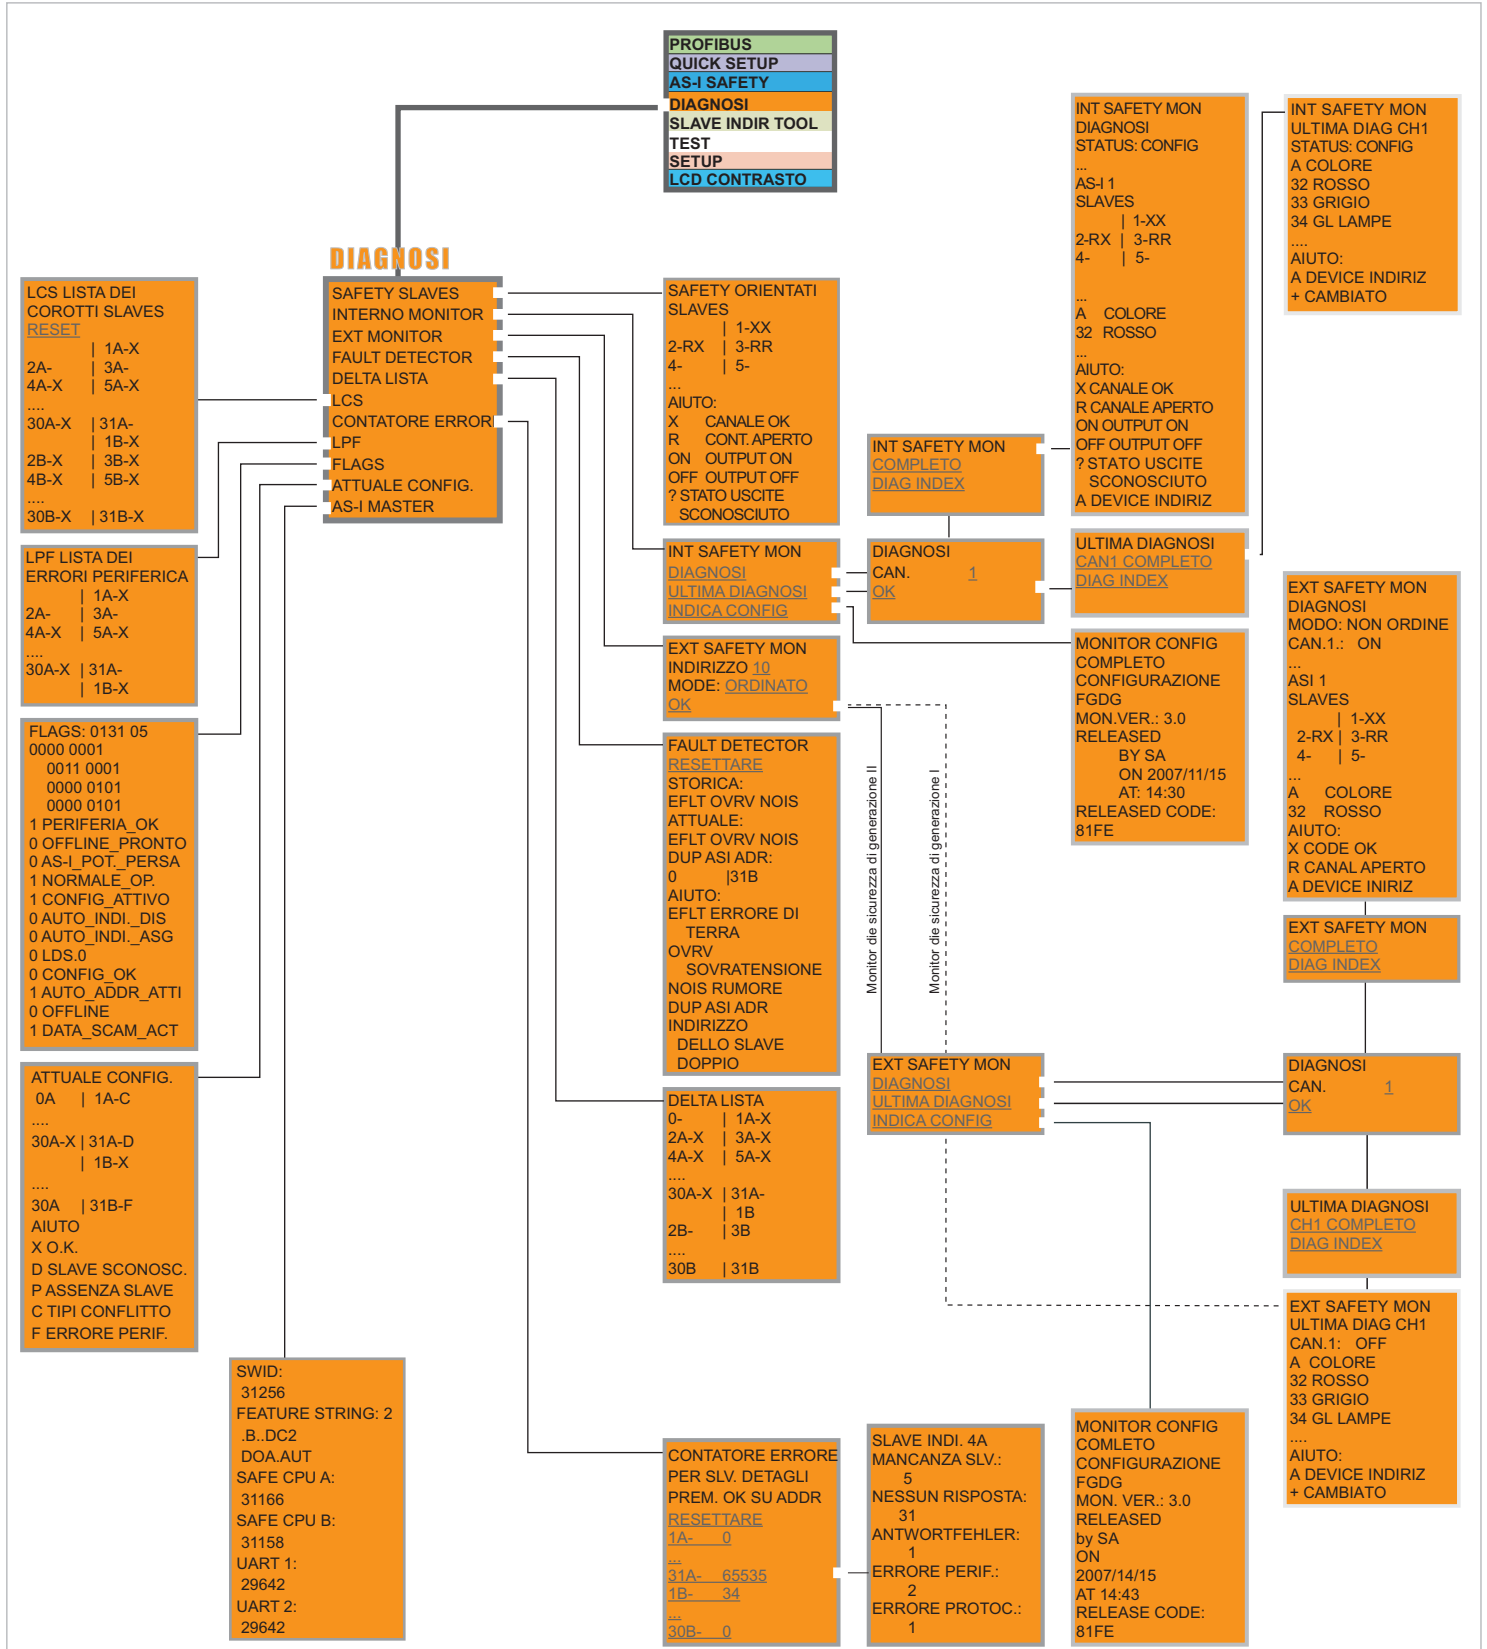 PROFIBUS
QUICK SETUP
AS-I SAFETY
DIAGNOSI
SLAVE INDIR TOOL
TEST
SETUP
LCD CONTRASTO
DIAGNOSI
SAFETY SLAVES
INTERNO MONITOR
EXT MONITOR
FAULT DETECTOR
DELTA LISTA
LCS
CONTATORE ERRORI
LPF
FLAGS
ATTUALE CONFIG.
AS-I MASTER
LCS LISTA DEI
COROTTI SLAVES
RESET
| 1A-X
2A- | 3A-
4A-X | 5A-X
....
30A-X | 31A-
| 1B-X
2B-X | 3B-X
4B-X | 5B-X
....
30B-X | 31B-X
LPF LISTA DEI
ERRORI PERIFERICA
| 1A-X
2A- | 3A-
4A-X | 5A-X
....
30A-X | 31A-
| 1B-X
FLAGS: 0131 05
0000 0001
0011 0001
0000 0101
0000 0101
1 PERIFERIA_OK
0 OFFLINE_PRONTO
0 AS-I_POT._PERSA
1 NORMALE_OP.
1 CONFIG_ATTIVO
0 AUTO_INDI._DIS
0 AUTO_INDI._ASG
0 LDS.0
0 CONFIG_OK
1 AUTO_ADDR_ATTI
0 OFFLINE
1 DATA_SCAM_ACT
ATTUALE CONFIG.
0A | 1A-C
....
30A-X | 31A-D
| 1B-X
....
30A | 31B-F
AIUTO
X O.K.
D SLAVE SCONOSC.
P ASSENZA SLAVE
C TIPI CONFLITTO
F ERRORE PERIF.
SWID:
31256
FEATURE STRING: 2
.B..DC2
DOA.AUT
SAFE CPU A:
31166
SAFE CPU B:
31158
UART 1:
29642
UART 2:
29642
SAFETY ORIENTATI
SLAVES
| 1-XX
2-RX | 3-RR
4- | 5-
...
AIUTO:
X CANALE OK
R CONT. APERTO
ON OUTPUT ON
OFF OUTPUT OFF
? STATO USCITE
SCONOSCIUTO
INT SAFETY MON
DIAGNOSI
ULTIMA DIAGNOSI
INDICA CONFIG
EXT SAFETY MON
INDIRIZZO 10
MODE: ORDINATO
OK
FAULT DETECTOR
RESETTARE
STORICA:
EFLT OVRV NOIS
ATTUALE:
EFLT OVRV NOIS
DUP ASI ADR:
0 |31B
AIUTO:
EFLT ERRORE DI
TERRA
OVRV
SOVRATENSIONE
NOIS RUMORE
DUP ASI ADR
INDIRIZZO
DELLO SLAVE
DOPPIO
DELTA LISTA
0- | 1A-X
2A-X | 3A-X
4A-X | 5A-X
....
30A-X | 31A-
| 1B
2B- | 3B
....
30B | 31B
CONTATORE ERRORE
PER SLV. DETAGLI
PREM. OK SU ADDR
RESETTARE
1A- 0
...
31A- 65535
1B- 34
...
30B- 0
SLAVE INDI. 4A
MANCANZA SLV.:
5
NESSUN RISPOSTA:
31
ANTWORTFEHLER:
1
ERRORE PERIF.:
2
ERRORE PROTOC.:
1
INT SAFETY MON
COMPLETO
DIAG INDEX
DIAGNOSI
CAN. 1
OK
Monitor die sicurezza di generazione II
Monitor die sicurezza di generazione I
EXT SAFETY MON
DIAGNOSI
ULTIMA DIAGNOSI
INDICA CONFIG
INT SAFETY MON
DIAGNOSI
STATUS: CONFIG
...
AS-I 1
SLAVES
| 1-XX
2-RX | 3-RR
4- | 5-
...
A COLORE
32 ROSSO
...
AIUTO:
X CANALE OK
R CANALE APERTO
ON OUTPUT ON
OFF OUTPUT OFF
? STATO USCITE
SCONOSCIUTO
A DEVICE INDIRIZ
ULTIMA DIAGNOSI
CAN1 COMPLETO
DIAG INDEX
MONITOR CONFIG
COMPLETO
CONFIGURAZIONE
FGDG
MON.VER.: 3.0
RELEASED
BY SA
ON 2007/11/15
AT: 14:30
RELEASED CODE:
81FE
INT SAFETY MON
ULTIMA DIAG CH1
STATUS: CONFIG
A COLORE
32 ROSSO
33 GRIGIO
34 GL LAMPE
....
AIUTO:
A DEVICE INDIRIZ
+ CAMBIATO
EXT SAFETY MON
DIAGNOSI
MODO: NON ORDINE
CAN.1.: ON
...
ASI 1
SLAVES
| 1-XX
2-RX | 3-RR
4- | 5-
...
A COLORE
32 ROSSO
AIUTO:
X CODE OK
R CANAL APERTO
A DEVICE INIRIZ
EXT SAFETY MON
COMPLETO
DIAG INDEX
DIAGNOSI
CAN. 1
OK
ULTIMA DIAGNOSI
CH1 COMPLETO
DIAG INDEX
EXT SAFETY MON
ULTIMA DIAG CH1
CAN.1: OFF
A COLORE
32 ROSSO
33 GRIGIO
34 GL LAMPE
....
AIUTO:
A DEVICE INDIRIZ
+ CAMBIATO
MONITOR CONFIG
COMLETO
CONFIGURAZIONE
FGDG
MON. VER.: 3.0
RELEASED
by SA
ON
2007/14/15
AT 14:43
RELEASE CODE:
81FE